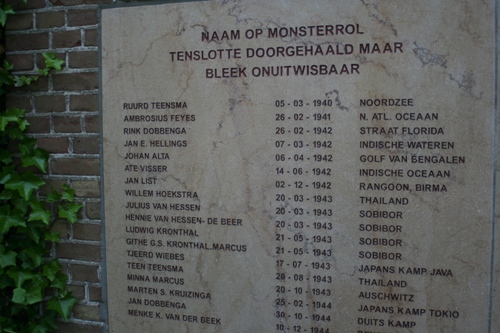 NAAM OP MONSTERROL
TENSLOTTE DOORGEHAALD MAAR
BLEEK ONUITWISBAAR
RUURD TEENSMA 05 - 03 - 1940 NOORDZEE
AMBROSIUS FEYES 26 - 02 - 1941 N. ATL. OCEAAN
RINK DOBBENGA 26 - 02 - 1942 STRAAT FLORIDA
JAN E. HELLINGS 07 - 03 - 1942 INDISCHE WATEREN
JOHAN ALTA 06 - 04 - 1942 GOLF VAN BENGALEN
ATE VISSER 14 - 06 - 1942 INDISCHE OCEAAN
JAN LIST 02 - 12 - 1942 RANGOON, BIRMA
WILLEM HOEKSTRA 20 - 03 - 1943 THAILAND
JULIUS VAN HESSEN 20 - 03 - 1943 SOBIBOR
HENNIE VAN HESSEN- DE BEER 20 - 03 - 1943 SOBIBOR
LUDWIG KRONTHAL 21 - 05 - 1943 SOBIBOR
GITHE G.S. KRONTHAL.MARCUS 21 - 05 - 1943 SOBIBOR
TJEERD WIEBES 17 - 07 - 1943 JAPANS KAMP JAVA
TEEN TEENSMA 29 - 08 - 1943 THAILAND
MINNA MARCUS 20 - 10 - 1943 AUSCHWITZ
MARTEN S. KRUIZINGA 25 - 02 - 1944 JAPANS KAMP TOKIO
JAN DOBBENGA 30 - 10 - 1944 DUITS KAMP
MENKE K. VAN DER BEEK 10 - 12 - 1944